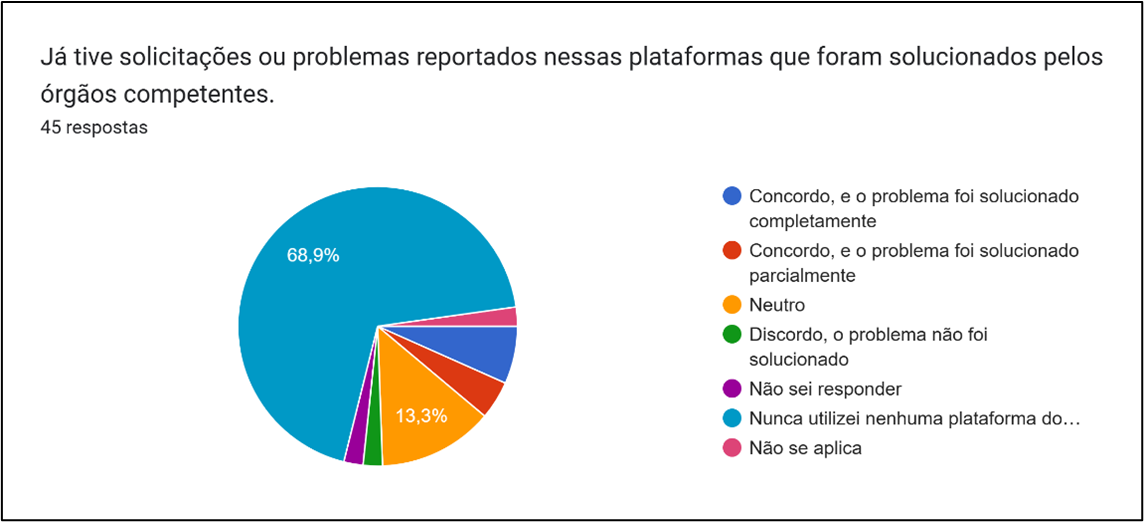 Já tive solicitações ou problemas reportados nessas plataformas que foram solucionados pelos
órgãos competentes.
45 respostas
68,9%
13,3%
Concordo, e o problema foi solucionado
completamente
Concordo, e o problema foi solucionado
parcialmente
Neutro
Discordo, o problema não foi
solucionado
Não sei responder
Nunca utilizei nenhuma plataforma do…
Não se aplica